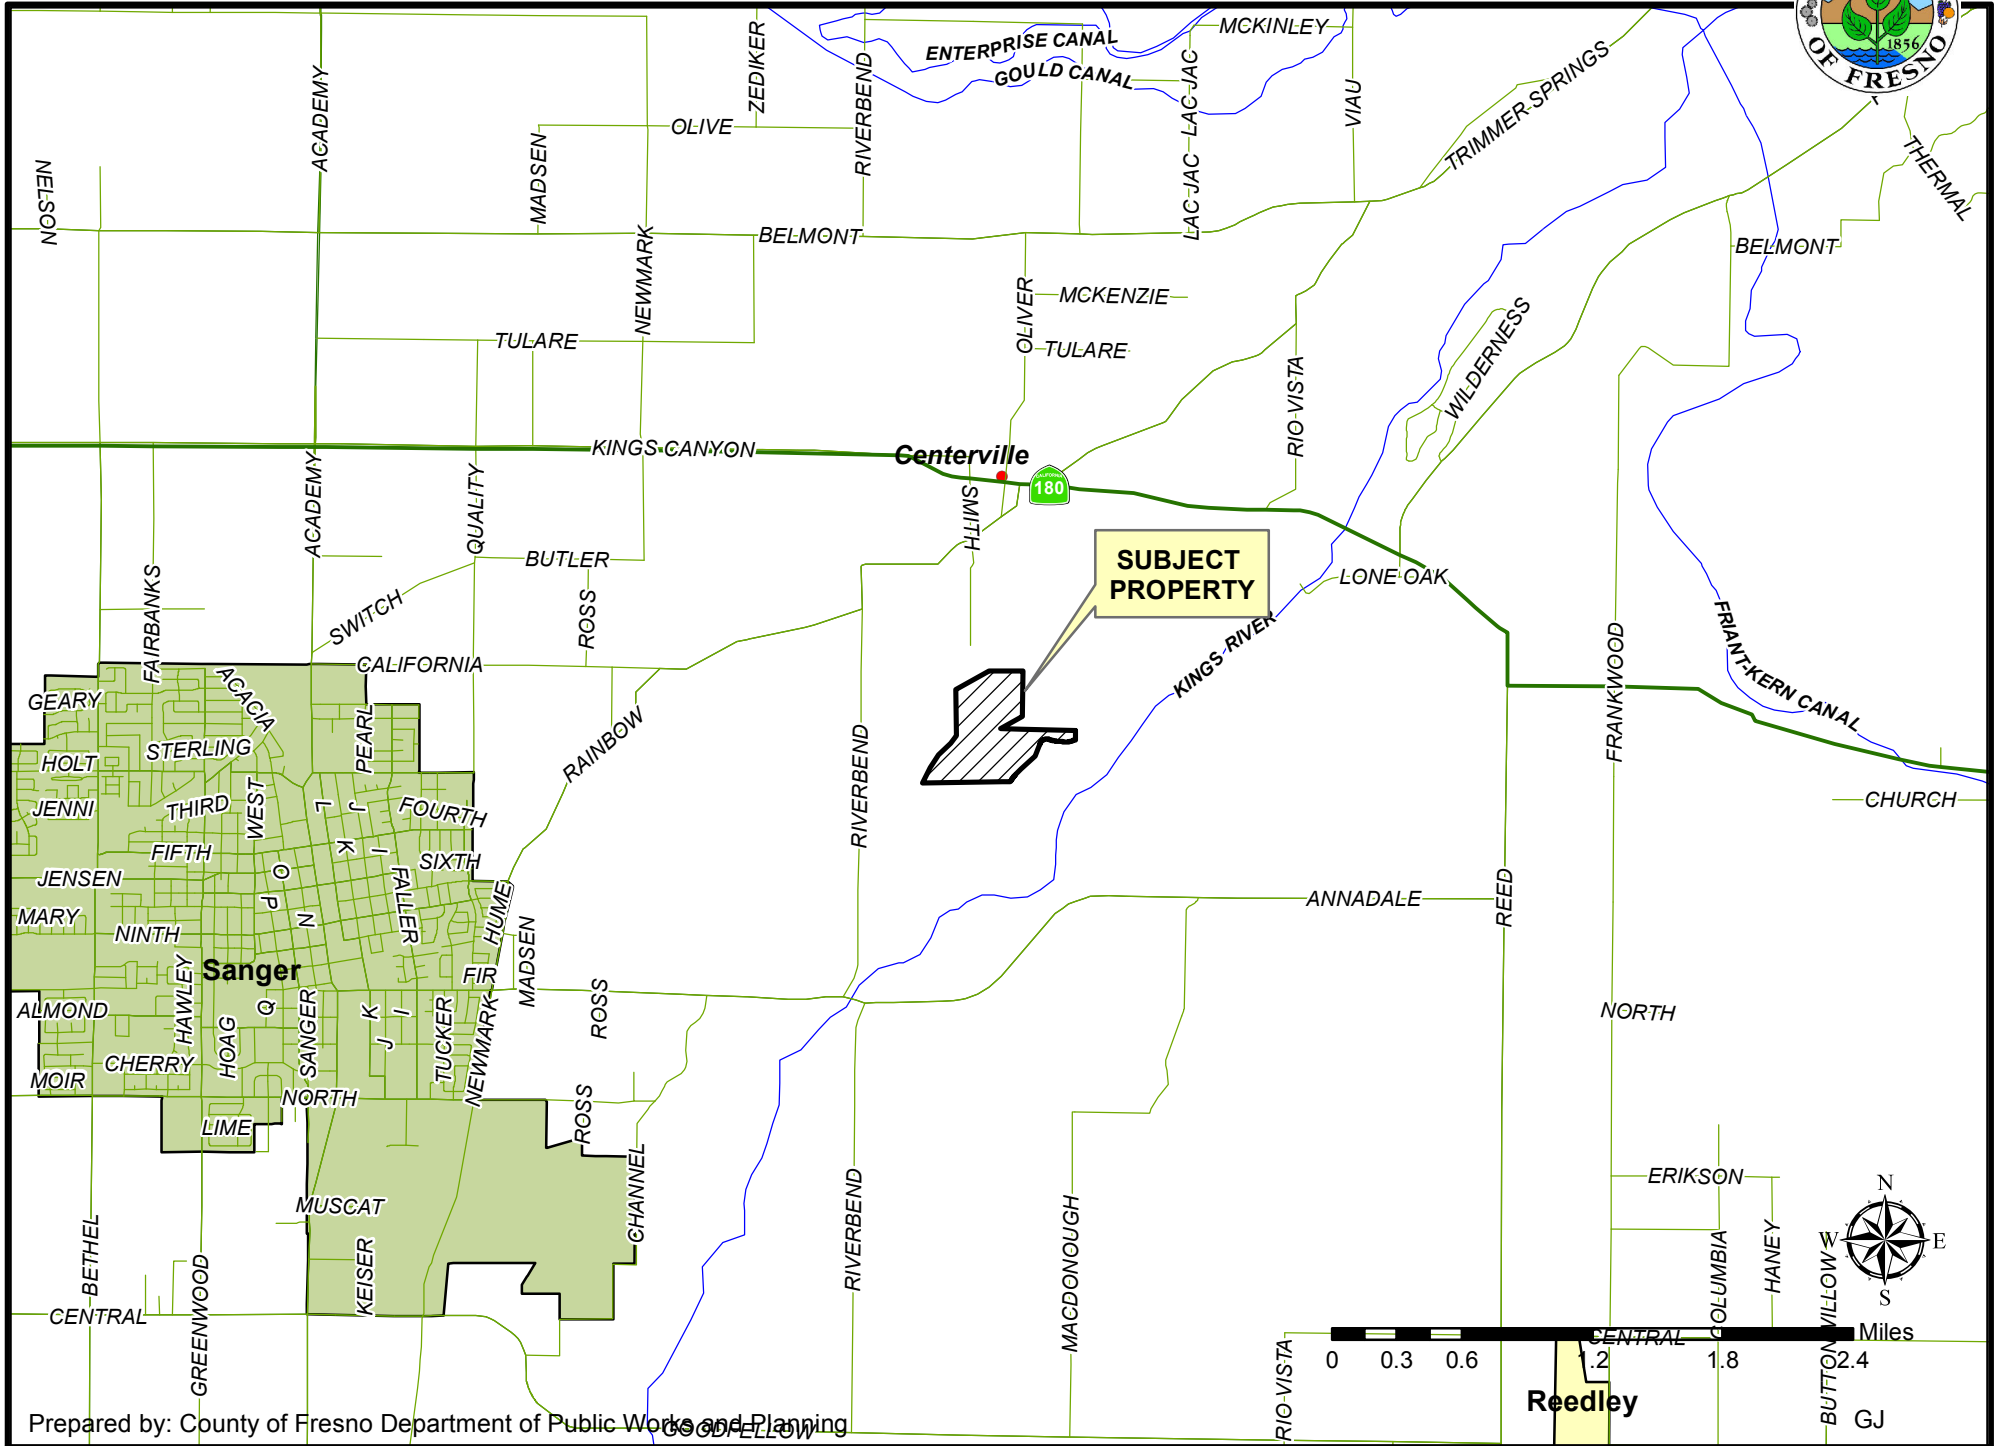 1856
OF FRESNO
ENTERPRISE CANAL
GOULD CANAL
MCKINLEY
ZEDIKER
RIVERBEND
LAC JAC
LAC JAC
VIAU
TRIMMER SPRINGS
THERMAL
NELSON
ACADEMY
MADSEN
OLIVE
NEWMARK
BELMONT
BELMONT
OLIVER
MCKENZIE
TULARE
TULARE
RIO VISTA
WILDERNESS
KINGS CANYON
Centerville
CALIFORNIA
180
SMITH
ACADEMY
QUALITY
BUTLER
ROSS
SWITCH
FAIRBANKS
CALIFORNIA
SUBJECT
PROPERTY
LONE OAK
KINGS RIVER
FRANKWOOD
FRIANT-KERN CANAL
CHURCH
GEARY
ACACIA
PEARL
STERLING
HOLT
RAINBOW
RIVERBEND
JENNI
THIRD
WEST
L
J
K
I
FOURTH
FIFTH
SIXTH
JENSEN
O
P
N
FALLER
HUME
MARY
NINTH
MADSEN
Sanger
FIR
ROSS
ANNADALE
REED
ALMOND
HAWLEY
HOAG
Q
SANGER
K
I
J
TUCKER
NEWMARK
CHERRY
MOIR
NORTH
NORTH
LIME
ROSS
CHANNEL
MUSCAT
KEISER
BETHEL
GREENWOOD
CENTRAL
RIVERBEND
MACDONOUGH
ERIKSON
COLUMBIA
HANEY
BUTTONWILLOW
N
W
E
S
RIO VISTA
CENTRAL
Miles
0 0.3 0.6 1.2 1.8 2.4
Reedley
GOODFELLOW
Prepared by: County of Fresno Department of Public Works and Planning
GJ